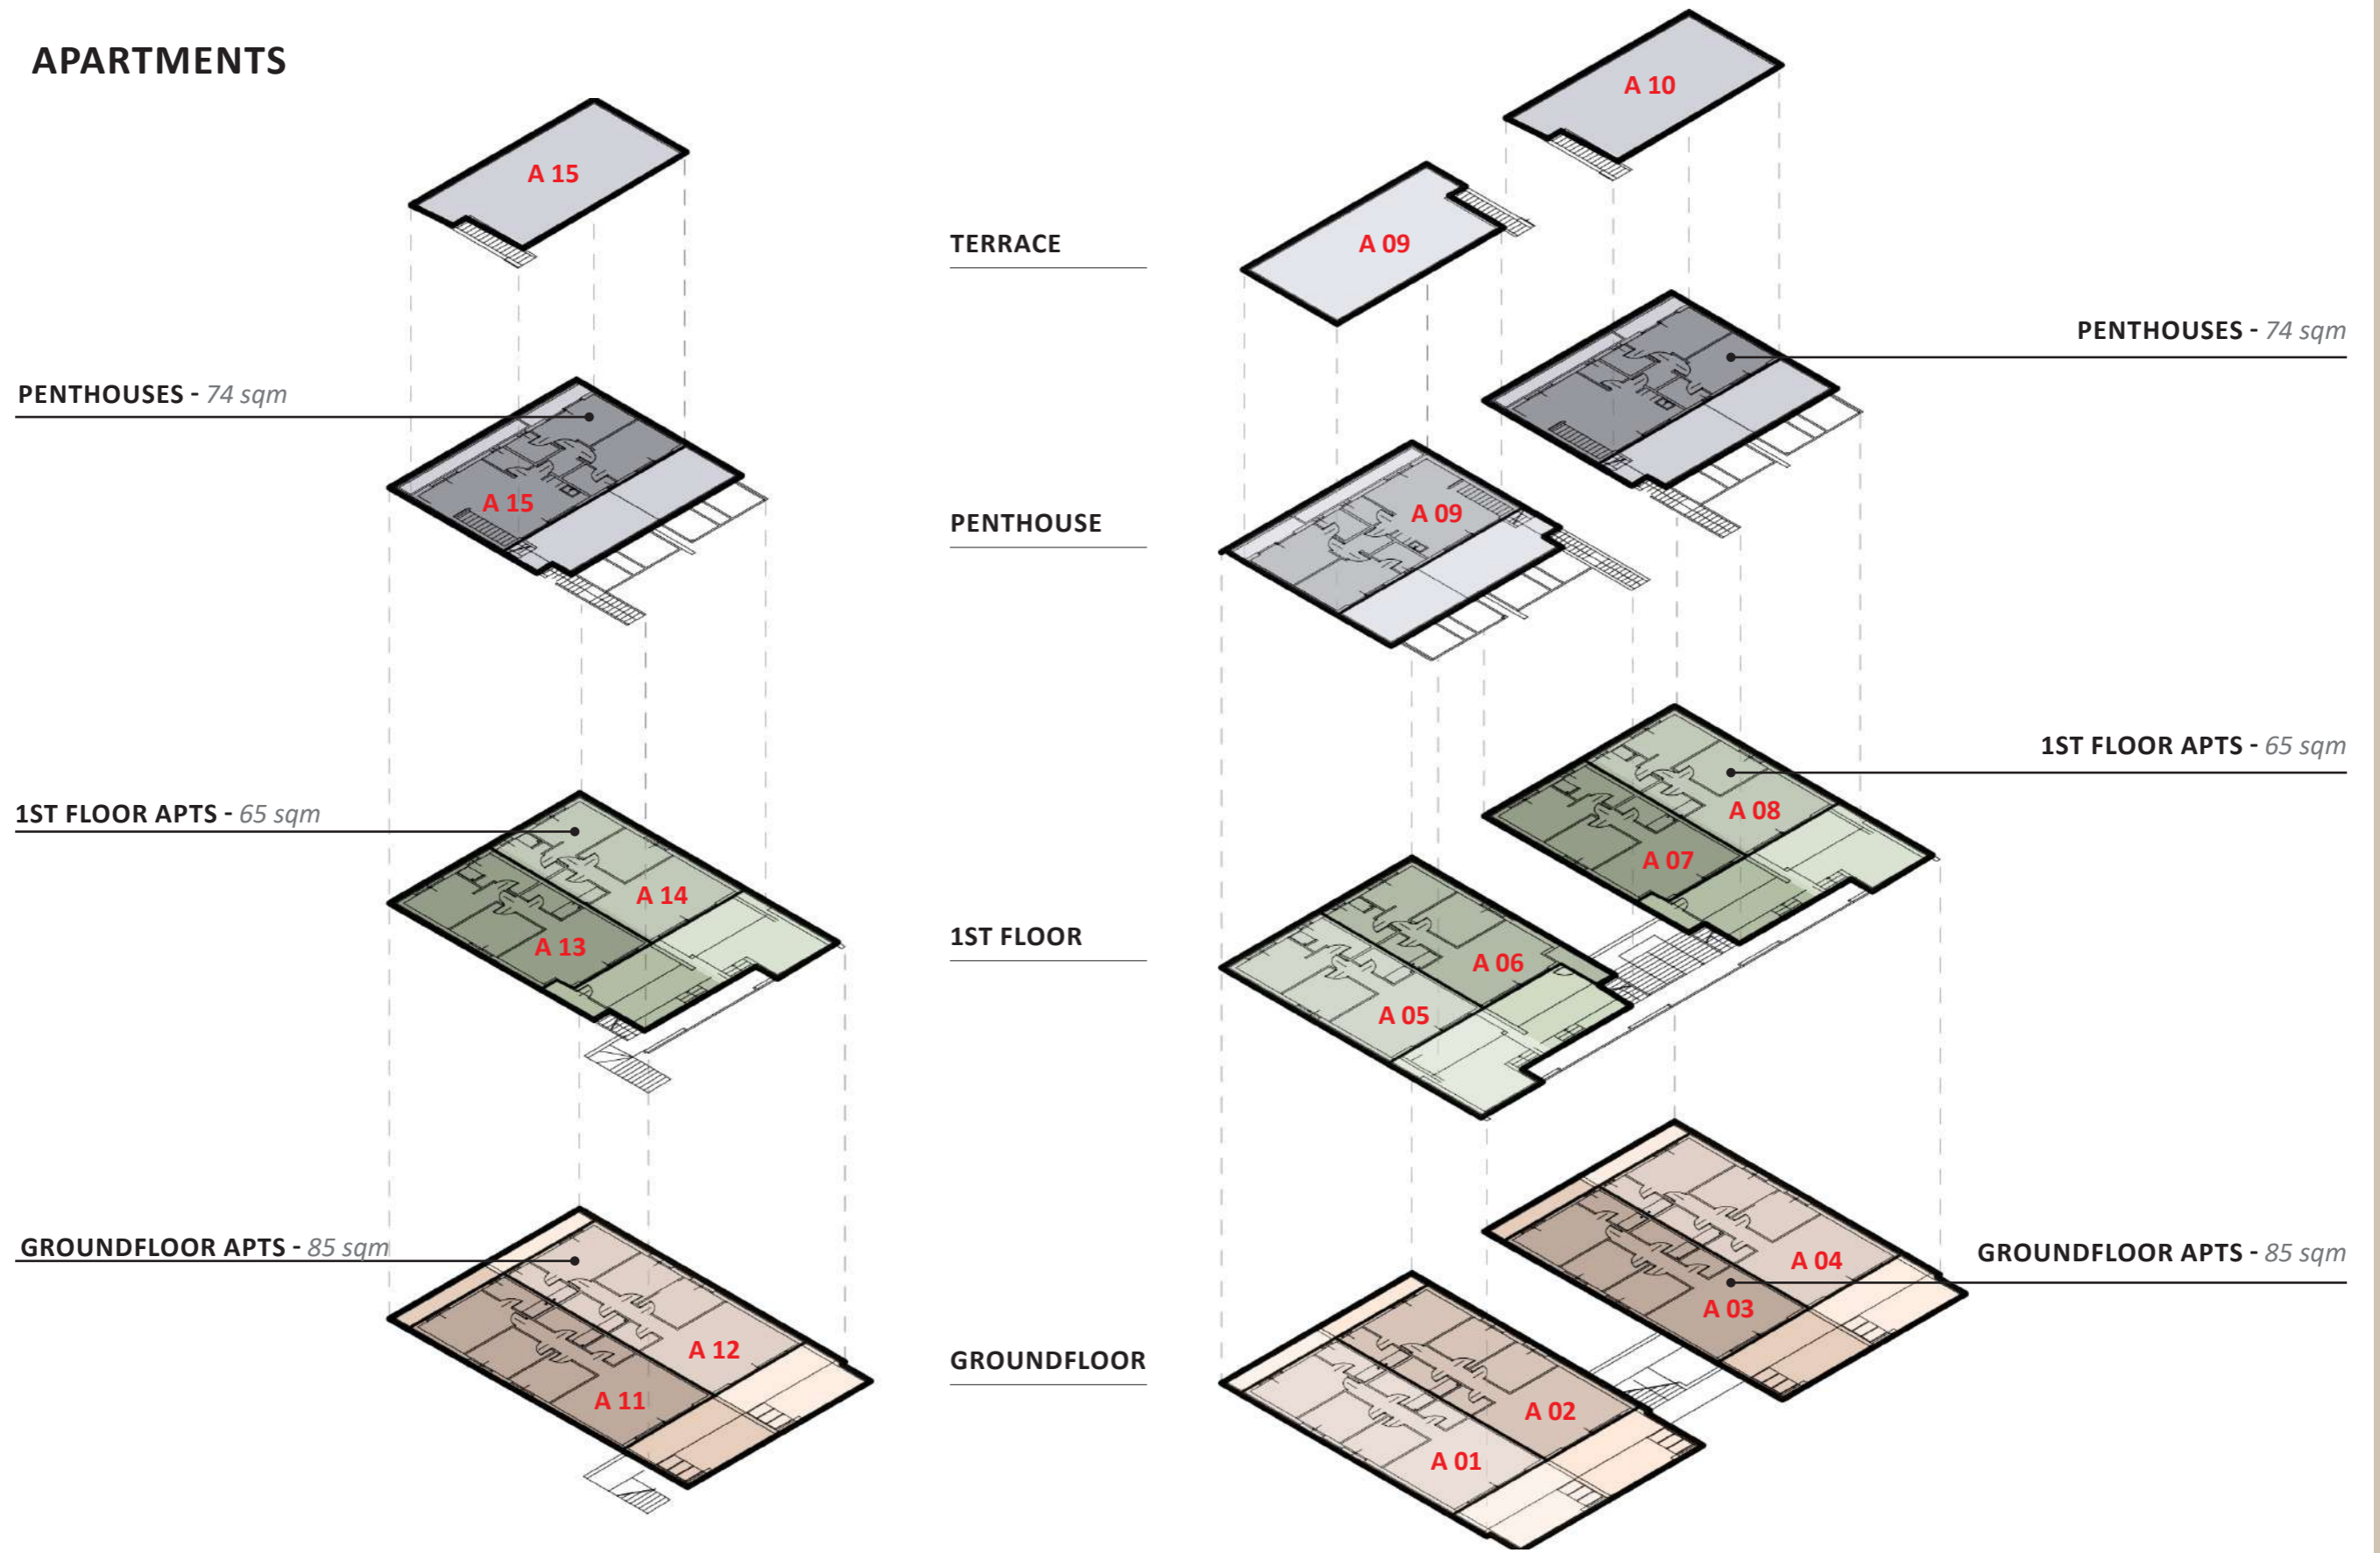 APARTMENTS
A 10
A 15
A 09
TERRACE
PENTHOUSES - 74 sqm
PENTHOUSES - 74 sqm
A 15
A 09
PENTHOUSE
1ST FLOOR APTS - 65 sqm
1ST FLOOR APTS - 65 sqm
A 08
A 07
A 14
A 13
1ST FLOOR
A 06
A 05
GROUNDFLOOR APTS - 85 sqm
GROUNDFLOOR APTS - 85 sqm
A 04
A 03
A 12
A 11
GROUNDFLOOR
A 02
A 01